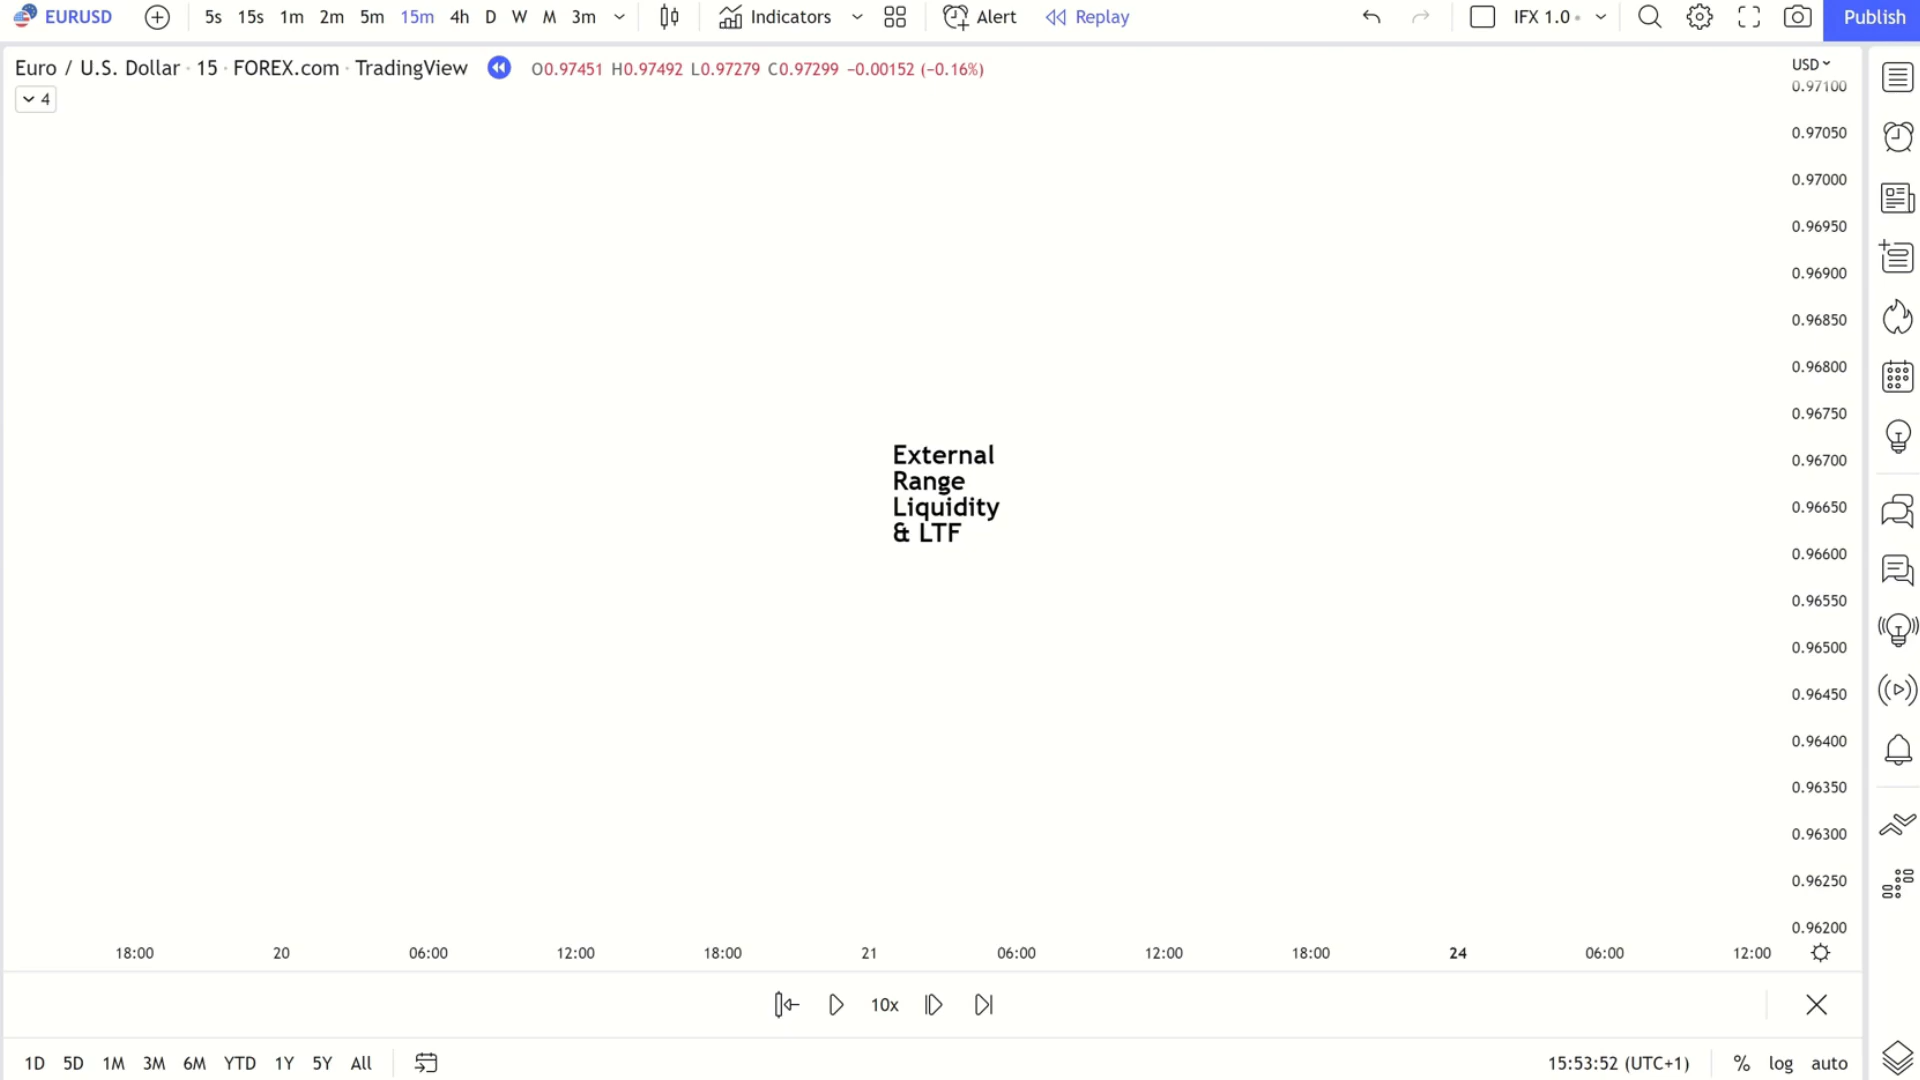 EURUSD 5s 15s 1m 2m 5m 15m 4h D W M 3m Indicators Alert Replay IFX 1.0 Publish
Euro / U.S. Dollar · 15 · FOREX.com · TradingView O0.97451 H0.97492 L0.97279 C0.97299 −0.00152 (−0.16%)
USD
4
0.97100
0.97050
0.97000
0.96950
0.96900
0.96850
0.96800
0.96750
0.96700
0.96650
0.96600
0.96550
0.96500
0.96450
0.96400
0.96350
0.96300
0.96250
0.96200
External
Range
Liquidity
& LTF
18:00 20 06:00 12:00 18:00 21 06:00 12:00 18:00 24 06:00 12:00
10x
1D 5D 1M 3M 6M YTD 1Y 5Y All 15:53:52 (UTC+1) % log auto